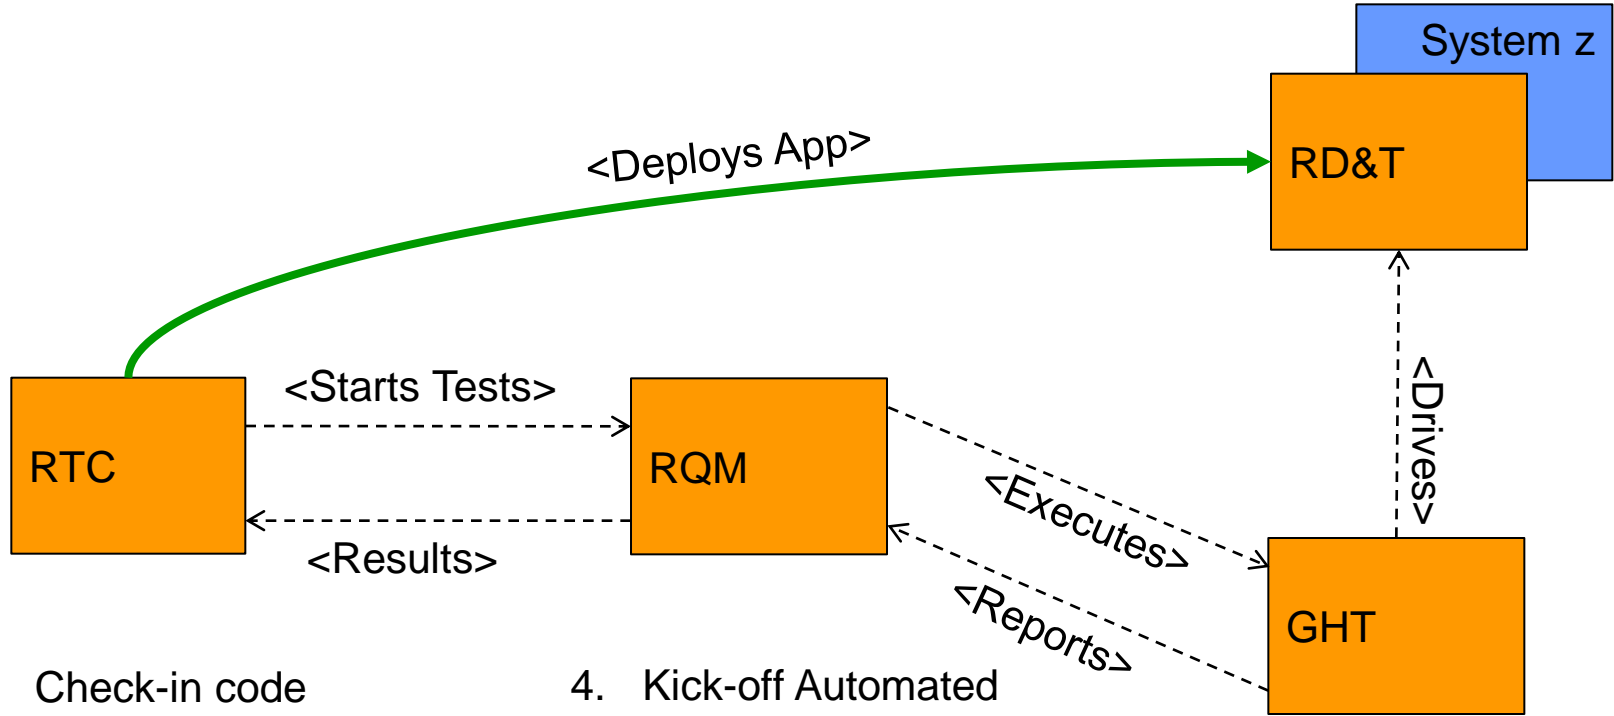 System z
RD&T
<Deploys App>
RTC
<Starts Tests>
<Results>
RQM
<Executes>
<Reports>
<Drives>
GHT
Check-in code
4. Kick-off Automated